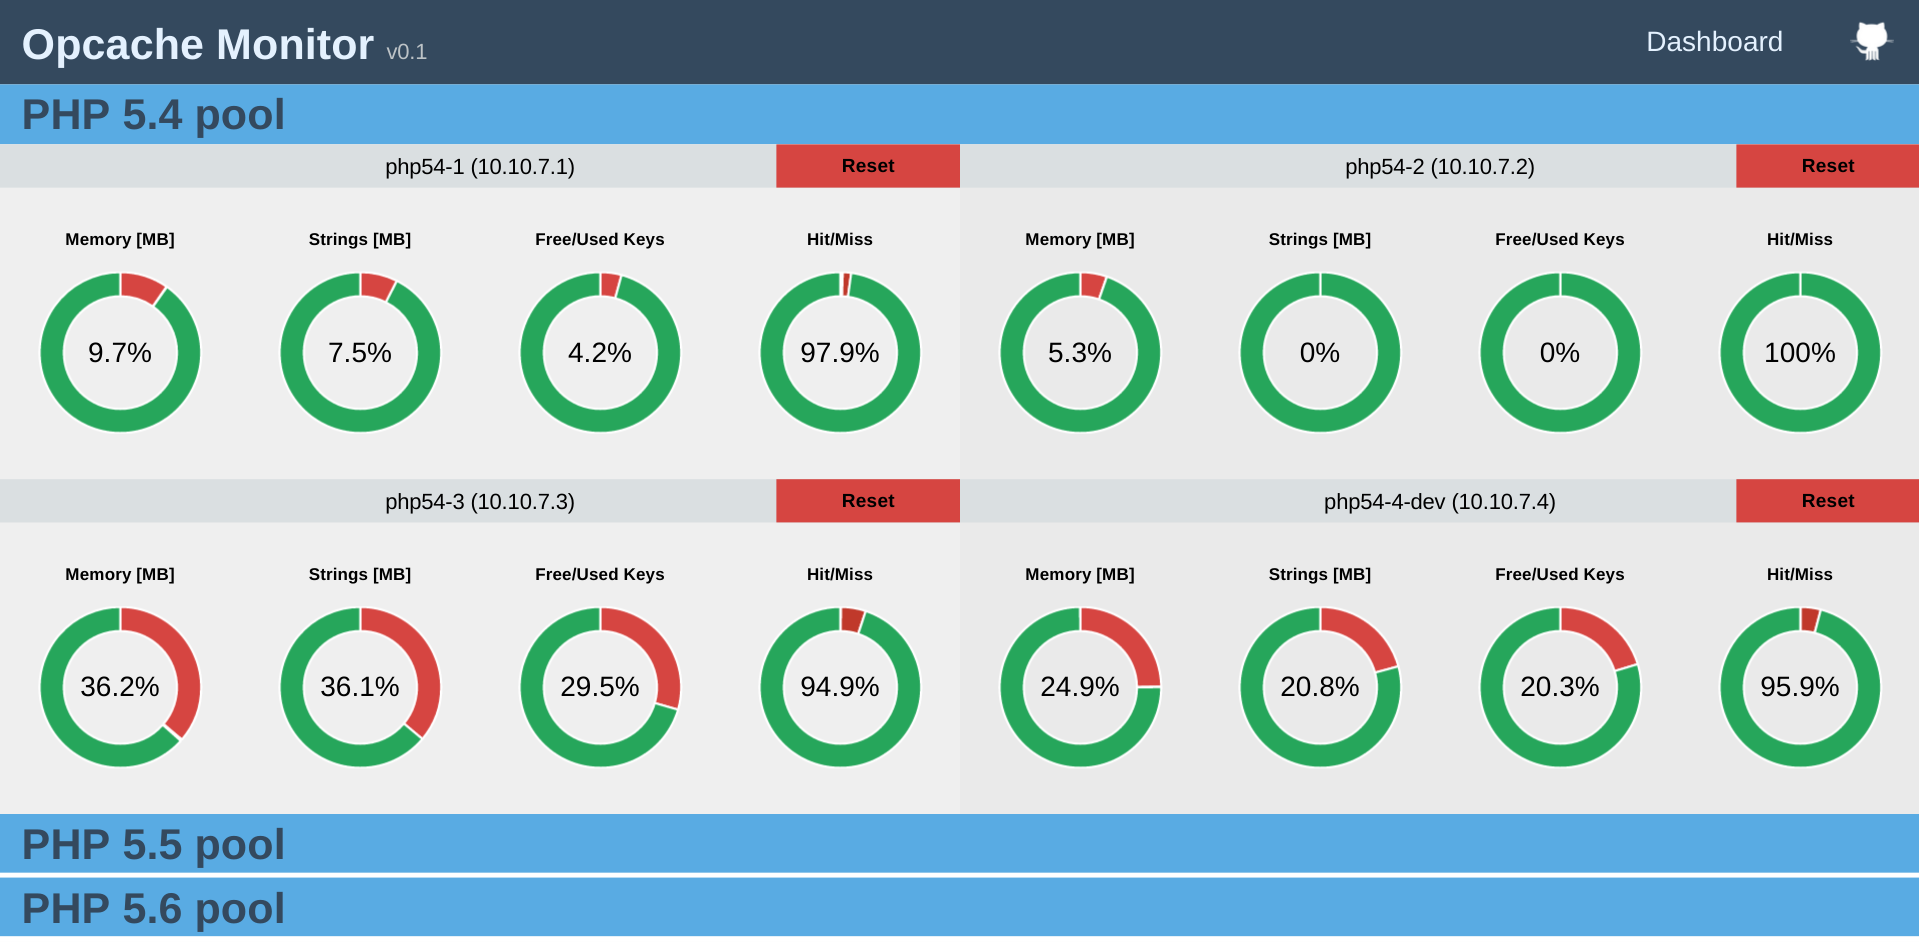 Opcache Monitor v0.1
Dashboard
PHP 5.4 pool
php54-1 (10.10.7.1)
Reset
php54-2 (10.10.7.2)
Reset
Memory [MB]
Strings [MB]
Free/Used Keys
Hit/Miss
Memory [MB]
Strings [MB]
Free/Used Keys
Hit/Miss
9.7%
7.5%
4.2%
97.9%
5.3%
0%
0%
100%
php54-3 (10.10.7.3)
Reset
php54-4-dev (10.10.7.4)
Reset
Memory [MB]
Strings [MB]
Free/Used Keys
Hit/Miss
Memory [MB]
Strings [MB]
Free/Used Keys
Hit/Miss
36.2%
36.1%
29.5%
94.9%
24.9%
20.8%
20.3%
95.9%
PHP 5.5 pool
PHP 5.6 pool